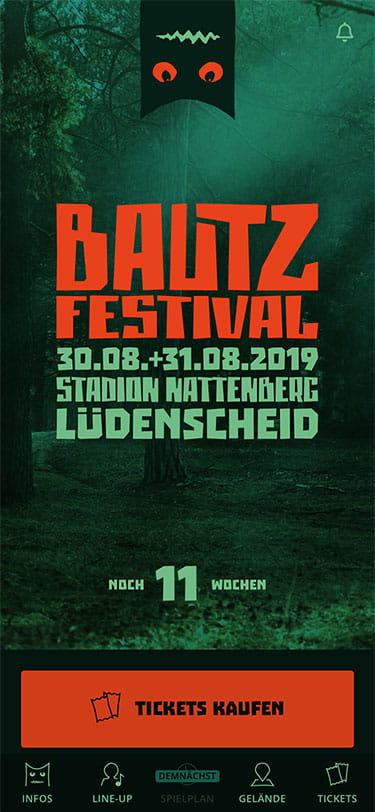 BAUTZ
FESTIVAL
30.08.+31.08.2019
STADION NATTENBERG
LÜDENSCHEID
NOCH 11 WOCHEN
TICKETS KAUFEN
DEMNÄCHST
INFOS LINE-UP SPIELPLAN GELÄNDE TICKETS